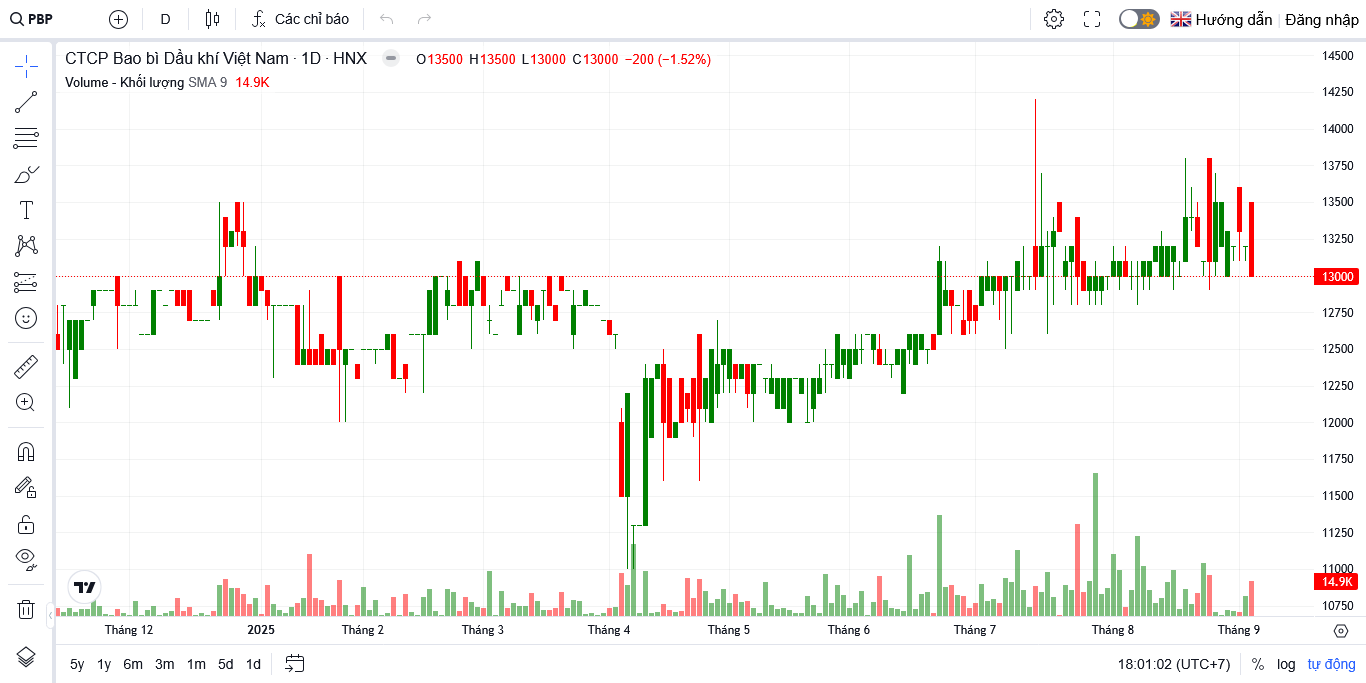 PBP D Các chỉ báo Hướng dẫn Đăng nhập
CTCP Bao bì Dầu khí Việt Nam · 1D · HNX O13500 H13500 L13000 C13000 −200 (−1.52%)
Volume - Khối lượng SMA 9 14.9K
14500
14250
14000
13750
13500
13250
13000
12750
12500
12250
12000
11750
11500
11250
11000
14.9K
10750
Tháng 12 2025 Tháng 2 Tháng 3 Tháng 4 Tháng 5 Tháng 6 Tháng 7 Tháng 8 Tháng 9
5y 1y 6m 3m 1m 5d 1d 18:01:02 (UTC+7) % log tự động